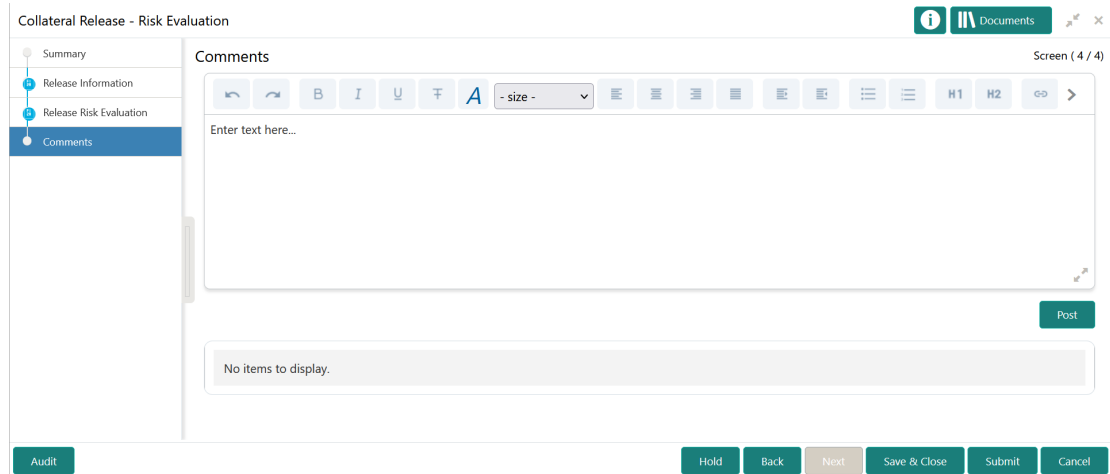 Collateral Release - Risk Evaluation
Documents
Summary
Release Information
Release Risk Evaluation
Comments
Comments
Screen ( 4 / 4)
B I U T A - size - H1 H2
Enter text here...
Post
No items to display.
Audit Hold Back Next Save & Close Submit Cancel